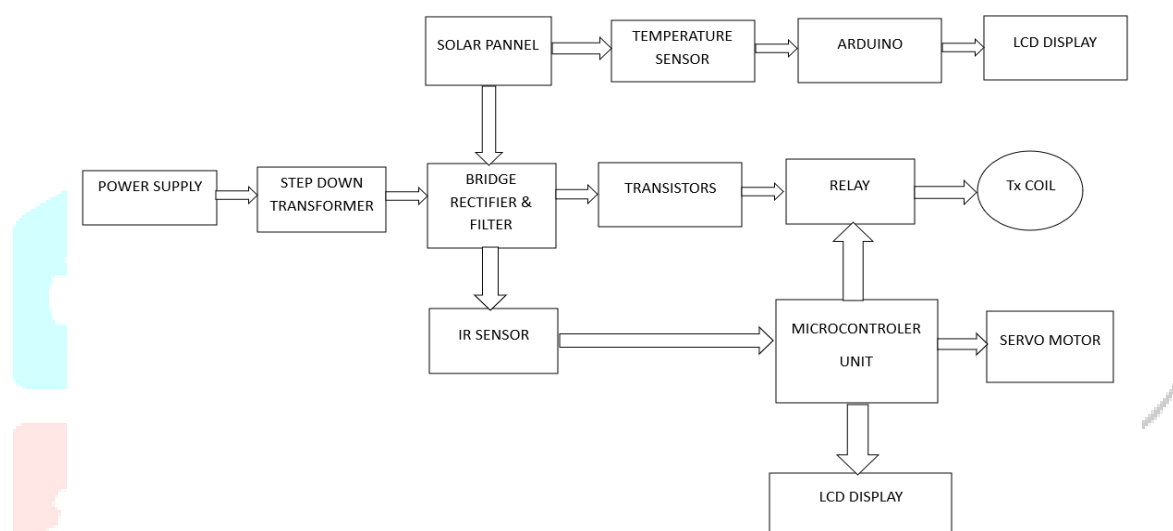 SOLAR PANNEL
TEMPERATURE
SENSOR
ARDUINO
LCD DISPLAY
POWER SUPPLY
STEP DOWN
TRANSFORMER
BRIDGE
RECTIFIER &
FILTER
TRANSISTORS
RELAY
Tx COIL
IR SENSOR
MICROCONTROLER
UNIT
SERVO MOTOR
LCD DISPLAY